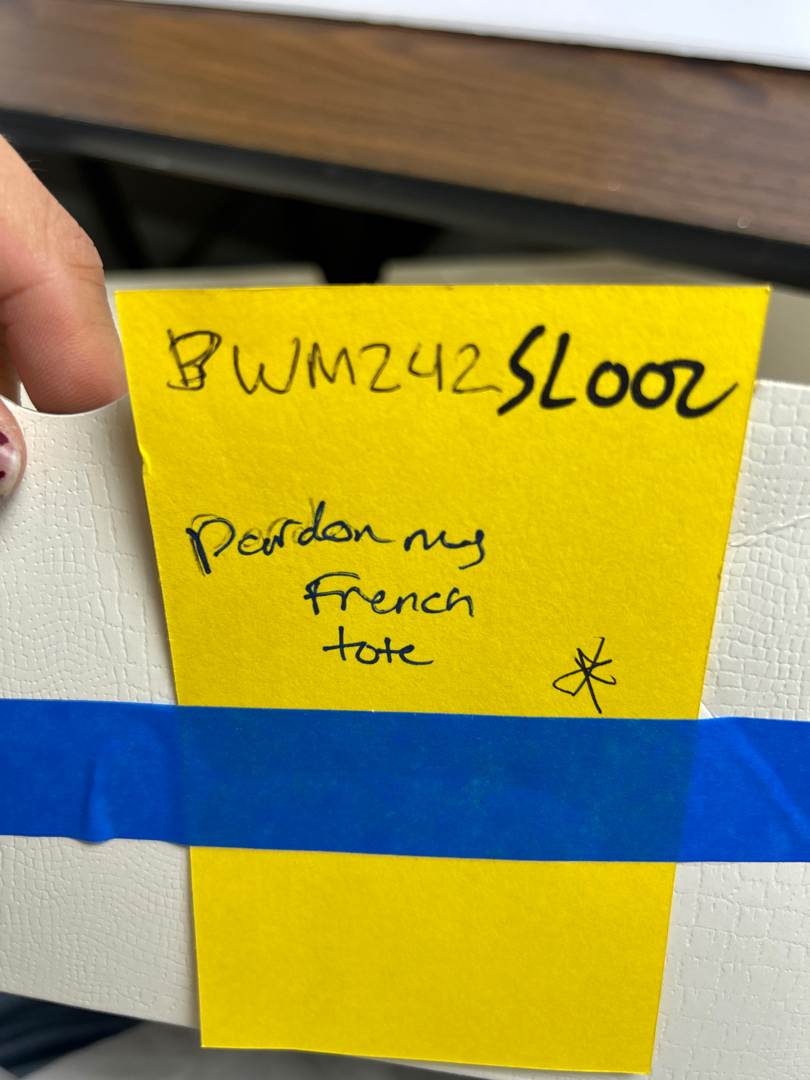 BWM242SL002
Pardon my
French
tote